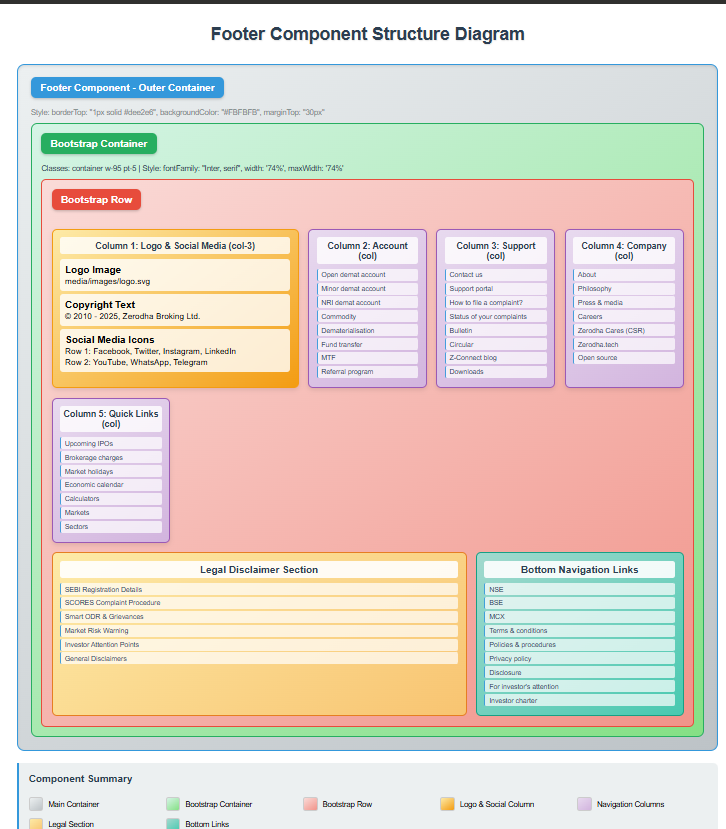 Footer Component Structure Diagram
Footer Component - Outer Container
Style: borderTop: "1px solid #dee2e6", backgroundColor: "#FBFBFB", marginTop: "30px"
Bootstrap Container
Classes: container w-95 pt-5 | Style: fontFamily: "Inter, serif", width: '74%', maxWidth: '74%'
Bootstrap Row
Column 1: Logo & Social Media (col-3)
Logo Image
media/images/logo.svg
Copyright Text
© 2010 - 2025, Zerodha Broking Ltd.
Social Media Icons
Row 1: Facebook, Twitter, Instagram, LinkedIn
Row 2: YouTube, WhatsApp, Telegram
Column 2: Account
(col)
Open demat account
Minor demat account
NRI demat account
Commodity
Dematerialisation
Fund transfer
MTF
Referral program
Column 3: Support
(col)
Contact us
Support portal
How to file a complaint?
Status of your complaints
Bulletin
Circular
Z-Connect blog
Downloads
Column 4: Company
(col)
About
Philosophy
Press & media
Careers
Zerodha Cares (CSR)
Zerodha.tech
Open source
Column 5: Quick Links
(col)
Upcoming IPOs
Brokerage charges
Market holidays
Economic calendar
Calculators
Markets
Sectors
Legal Disclaimer Section
SEBI Registration Details
SCORES Complaint Procedure
Smart ODR & Grievances
Market Risk Warning
Investor Attention Points
General Disclaimers
Bottom Navigation Links
NSE
BSE
MCX
Terms & conditions
Policies & procedures
Privacy policy
Disclosure
For investor's attention
Investor charter
Component Summary
Main Container
Bootstrap Container
Bootstrap Row
Logo & Social Column
Navigation Columns
Legal Section
Bottom Links